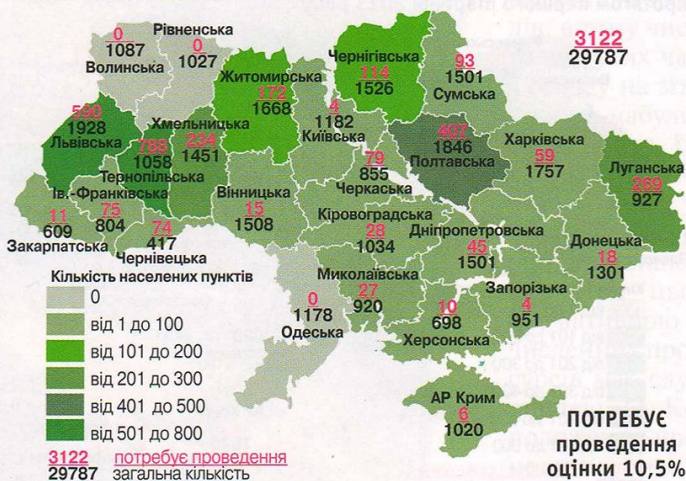 Рівненська
0
1027
0
1087
Волинська
Житомирська
172
1668
Чернігівська
114
1526
93
1501
Сумська
3122
29787
590
1928
Львівська
788
1058
Тернопільська
Хмельницька
234
1451
4
1182
Київська
407
1846
Полтавська
Харківська
59
1757
Луганська
269
927
79
855
Черкаська
Вінницька
15
1508
Ів.-Франківська
75
804
11
609
Закарпатська
74
417
Чернівецька
Кіровоградська
28
1034
Дніпропетровська
45
1501
Донецька
18
1301
Миколаївська
27
920
Запорізька
4
951
10
698
Херсонська
0
1178
Одеська
АР Крим
6
1020
Кількість населених пунктів
0
від 1 до 100
від 101 до 200
від 201 до 300
від 401 до 500
від 501 до 800
3122 потребує проведення
29787 загальна кількість
ПОТРЕБУЄ
проведення
оцінки 10,5%